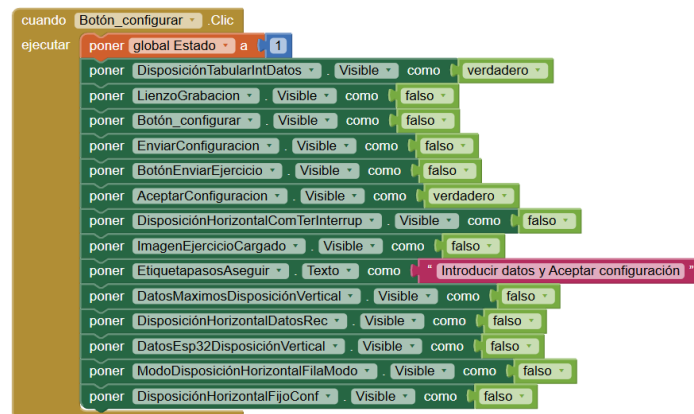 cuando Botón_configurar .Clic
ejecutar poner global Estado a 1
poner DisposiciónTabularIntDatos . Visible como verdadero
poner LienzoGrabacion . Visible como falso
poner Botón_configurar . Visible como falso
poner EnviarConfiguracion . Visible como falso
poner BotónEnviarEjercicio . Visible como falso
poner AceptarConfiguracion . Visible como verdadero
poner DisposiciónHorizontalComTerInterrup . Visible como falso
poner ImagenEjercicioCargado . Visible como falso
poner EtiquetapasosAseguir . Texto como " Introducir datos y Aceptar configuración "
poner DatosMaximosDisposiciónVertical . Visible como falso
poner DisposiciónHorizontalDatosRec . Visible como falso
poner DatosEsp32DisposiciónVertical . Visible como falso
poner ModoDisposiciónHorizontalFilaModo . Visible como falso
poner DisposiciónHorizontalFijoConf . Visible como falso